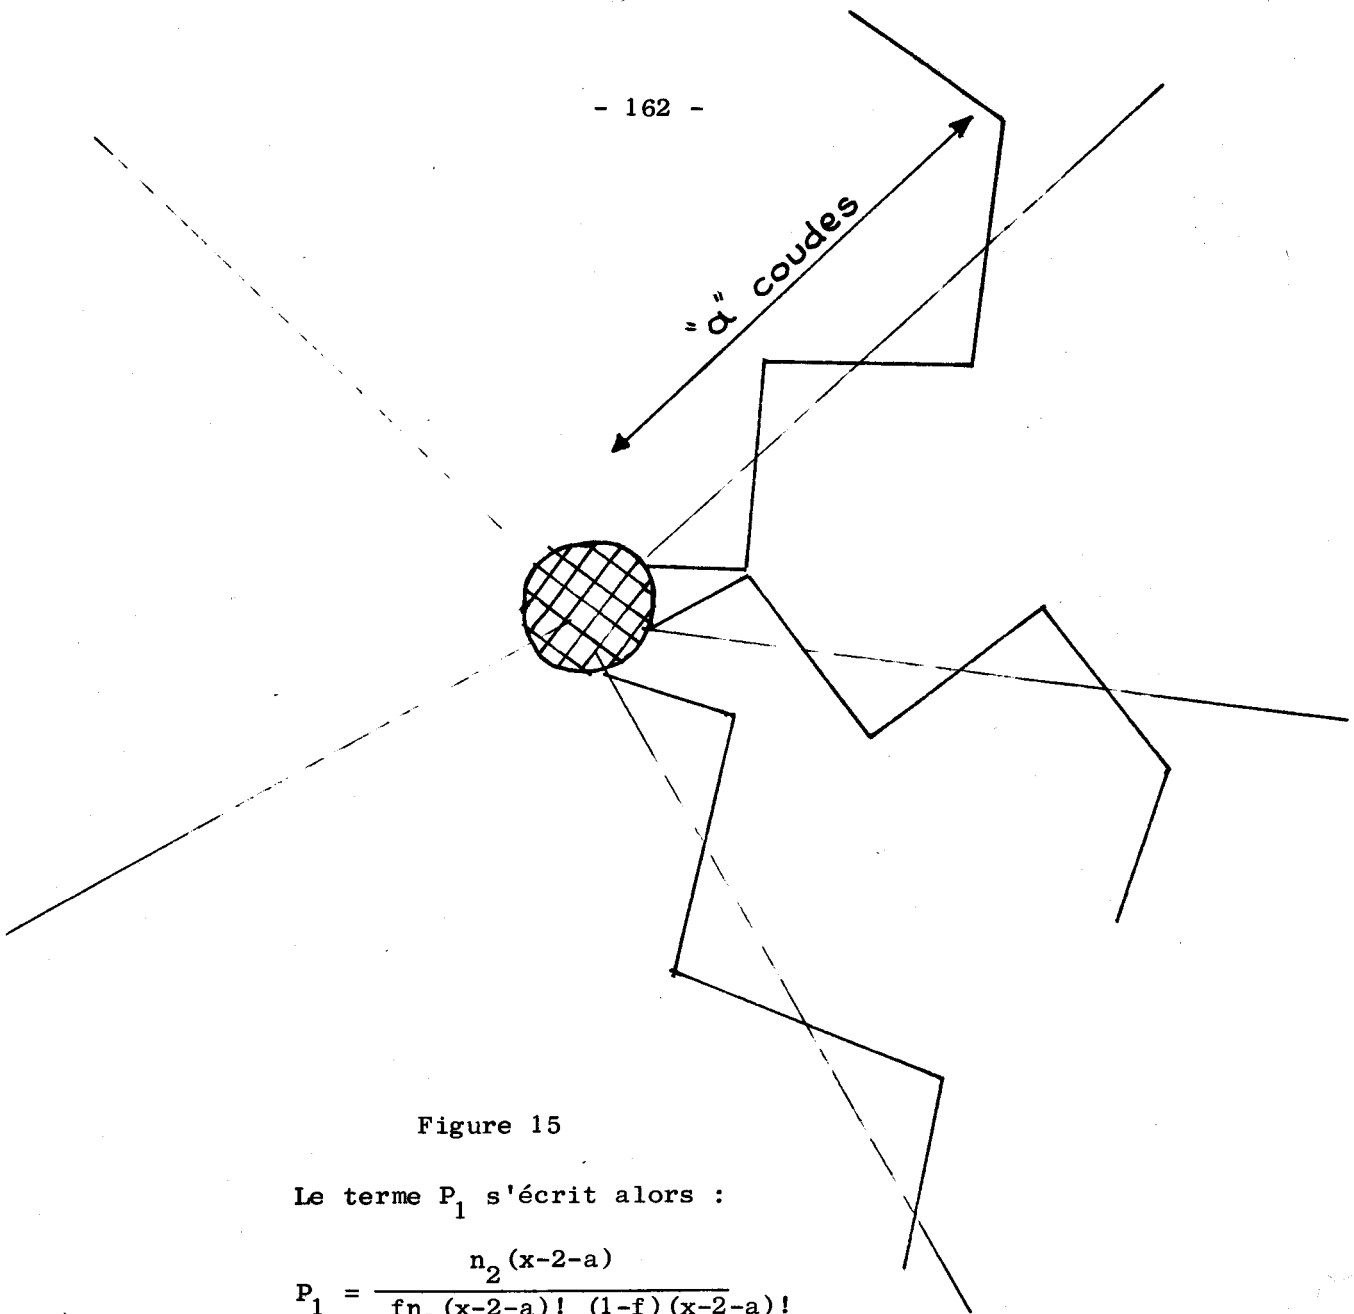 - 162 -
"a" coudes
Figure 15
Le terme P₁ s'écrit alors :
n₂(x-2-a)
P₁ =
fn (x-2-a)! (1-f)(x-2-a)!